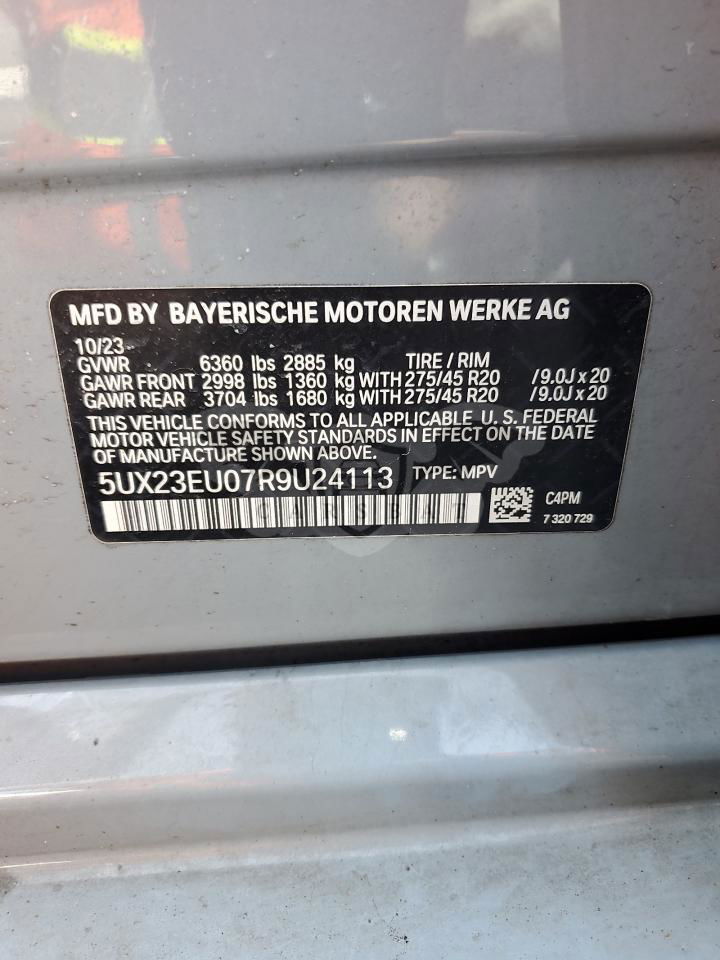 MFD BY BAYERISCHE MOTOREN WERKE AG
10/23
GVWR 6360 lbs 2885 kg TIRE / RIM
GAWR FRONT 2998 lbs 1360 kg WITH 275/45 R20 /9.0J x 20
GAWR REAR 3704 lbs 1680 kg WITH 275/45 R20 /9.0J x 20
THIS VEHICLE CONFORMS TO ALL APPLICABLE U. S. FEDERAL
MOTOR VEHICLE SAFETY STANDARDS IN EFFECT ON THE DATE
OF MANUFACTURE SHOWN ABOVE.
5UX23EU07R9U24113 TYPE: MPV
C4PM
7 320 729